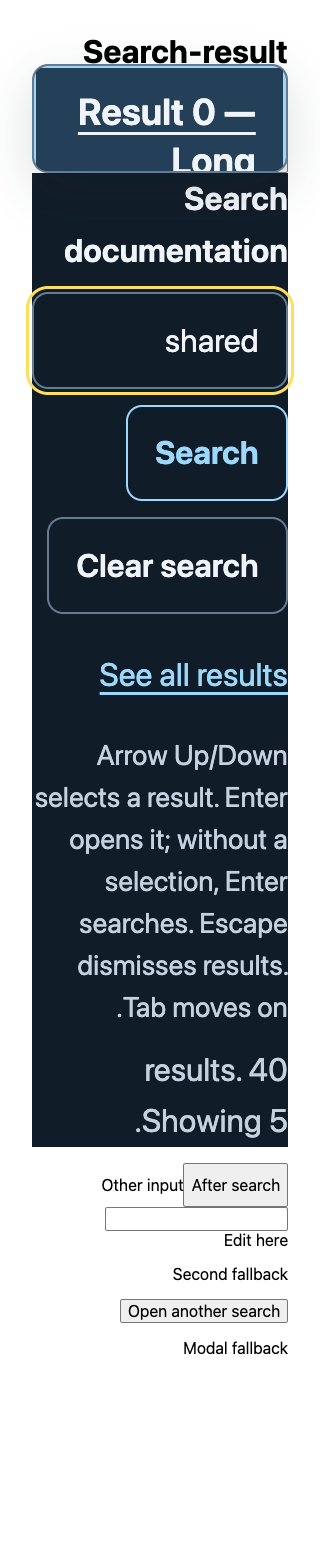 Search-result
Result 0 —
Long
Search
documentation
shared
Search
Clear search
See all results
Arrow Up/Down
selects a result. Enter
opens it; without a
selection, Enter
searches. Escape
dismisses results.
.Tab moves on
results. 40
.Showing 5
Other input After search
Edit here
Second fallback
Open another search
Modal fallback